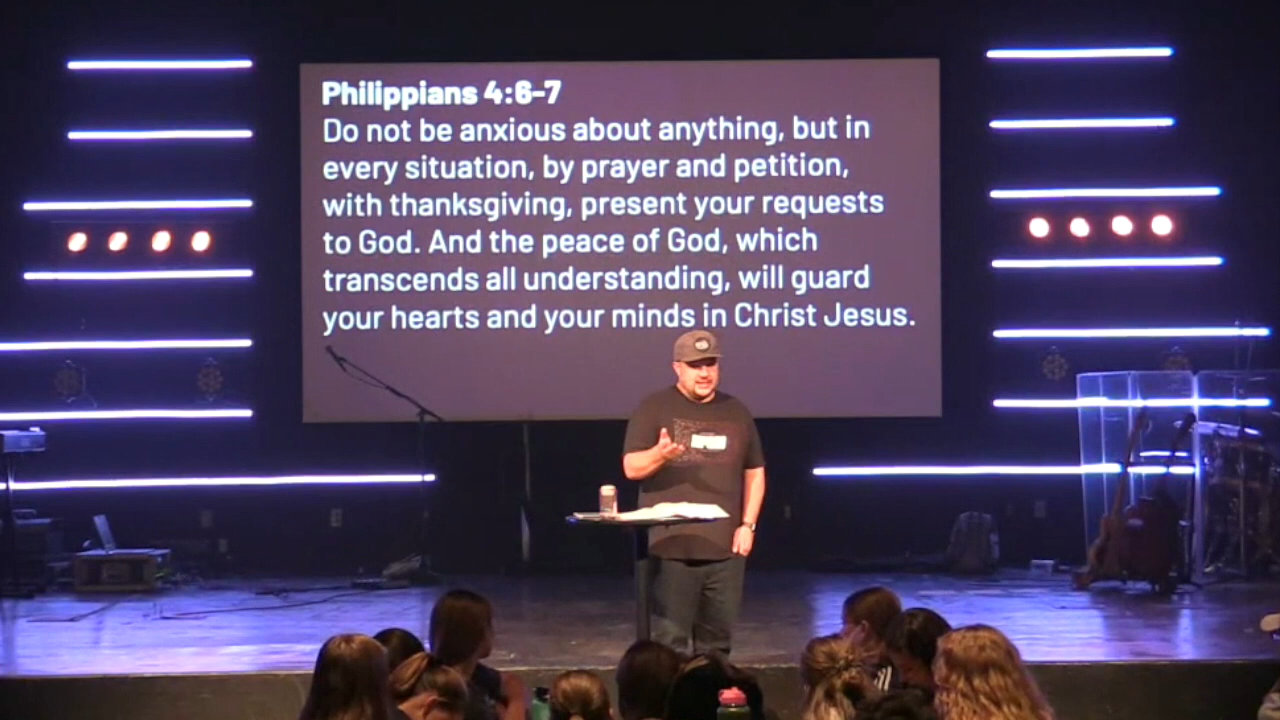 Philippians 4:6-7
Do not be anxious about anything, but in
every situation, by prayer and petition,
with thanksgiving, present your requests
to God. And the peace of God, which
transcends all understanding, will guard
your hearts and your minds in Christ Jesus.